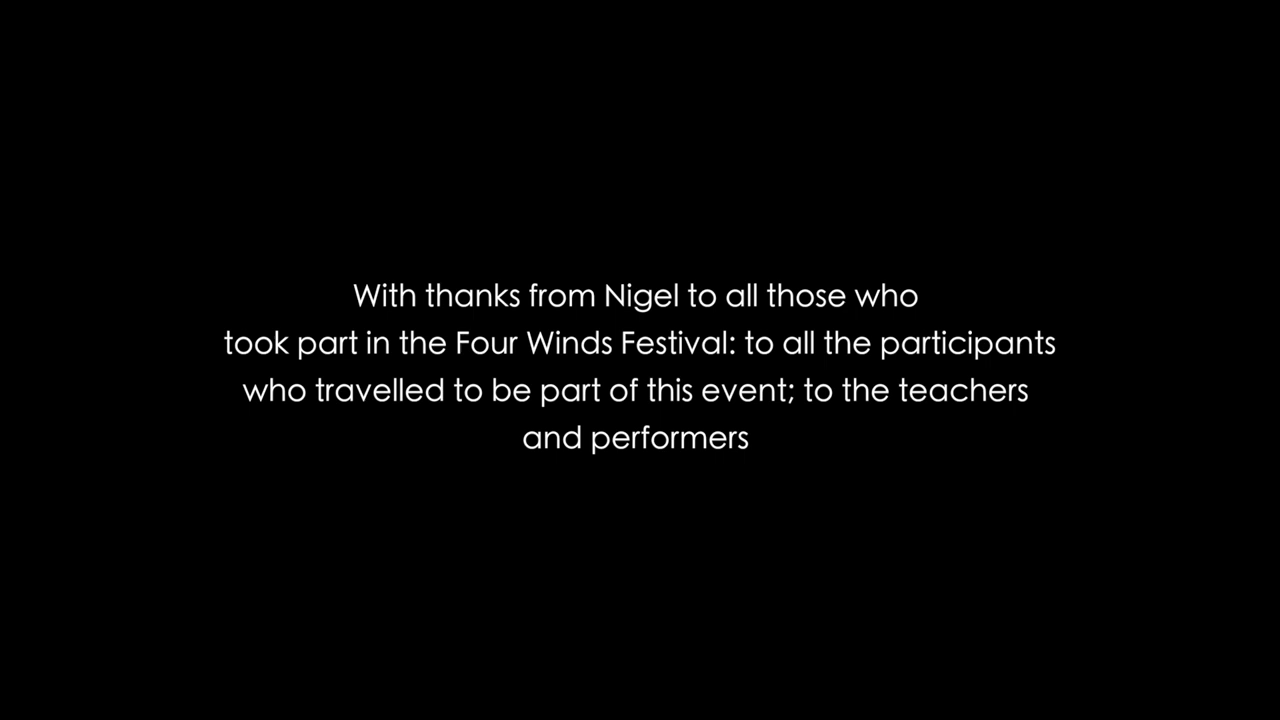 With thanks from Nigel to all those who
took part in the Four Winds Festival: to all the participants
who travelled to be part of this event; to the teachers
and performers